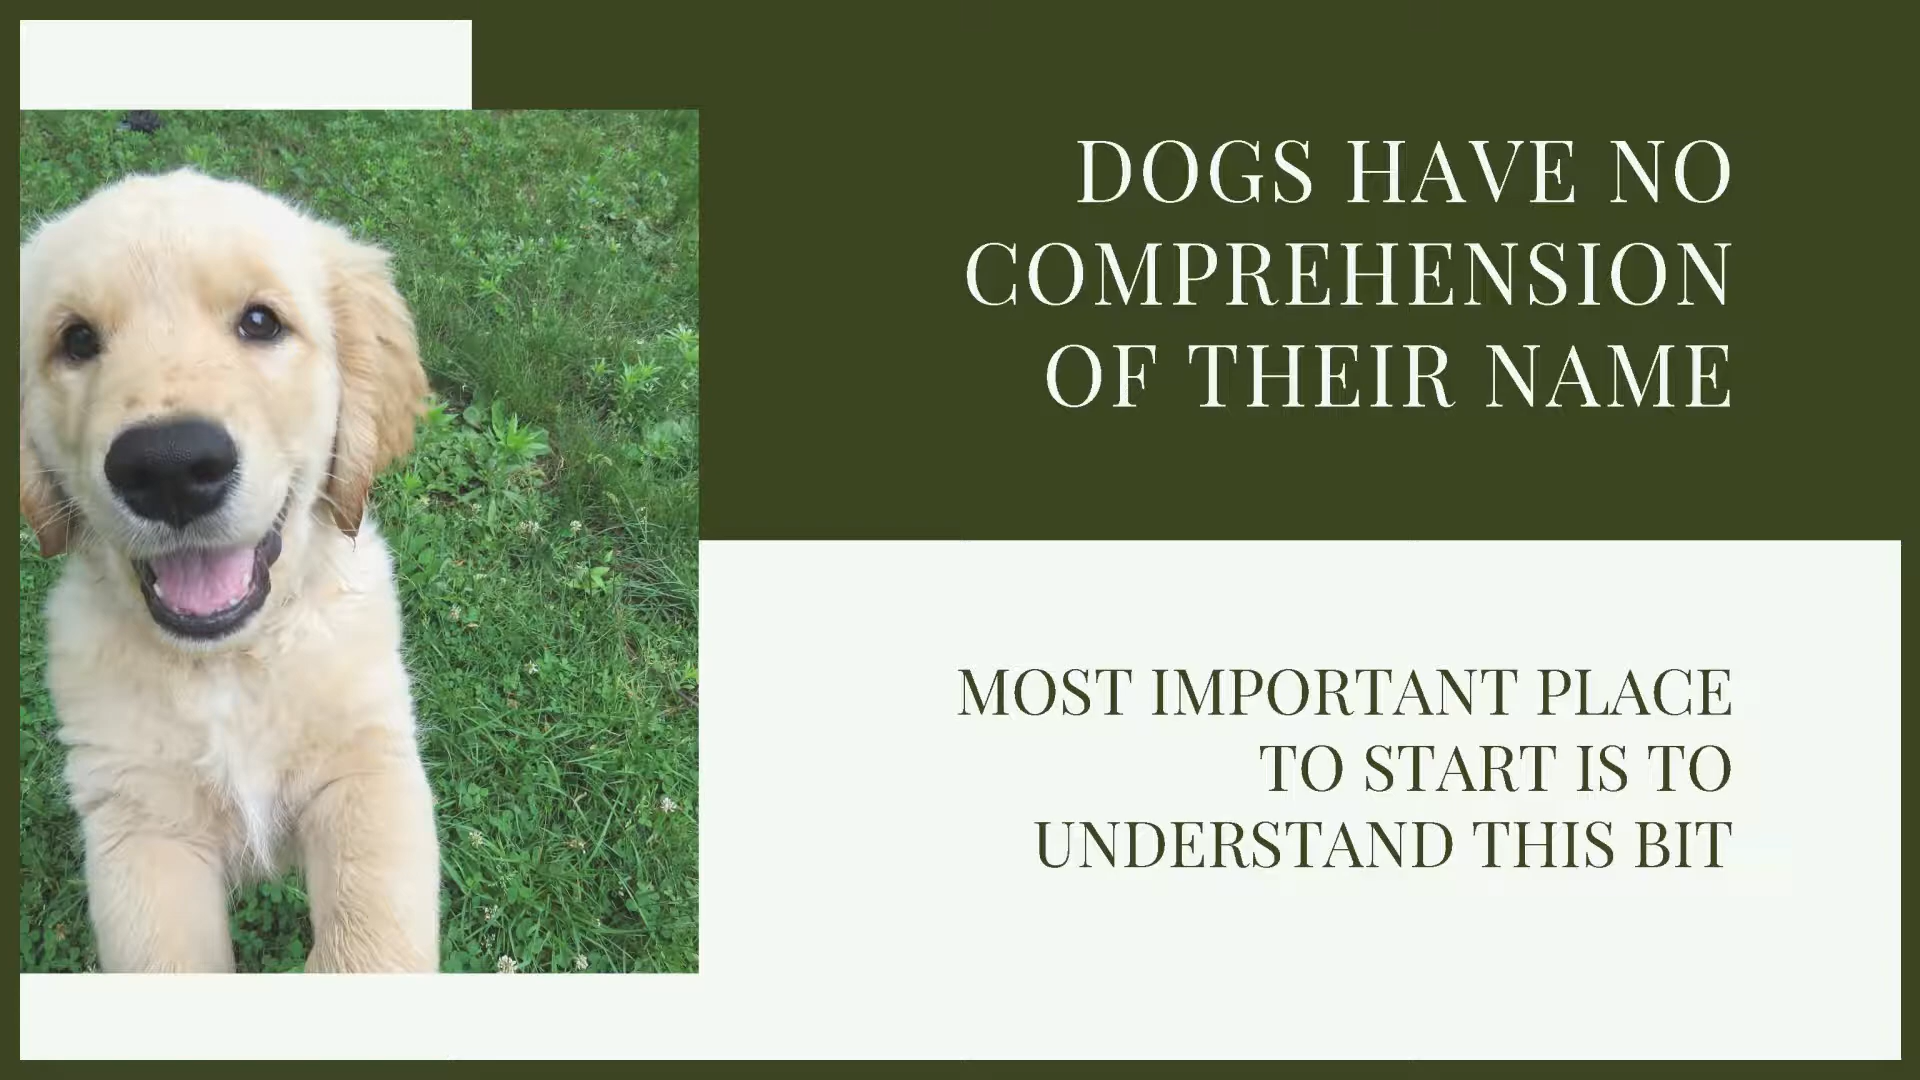 DOGS HAVE NO
COMPREHENSION
OF THEIR NAME
MOST IMPORTANT PLACE
TO START IS TO
UNDERSTAND THIS BIT